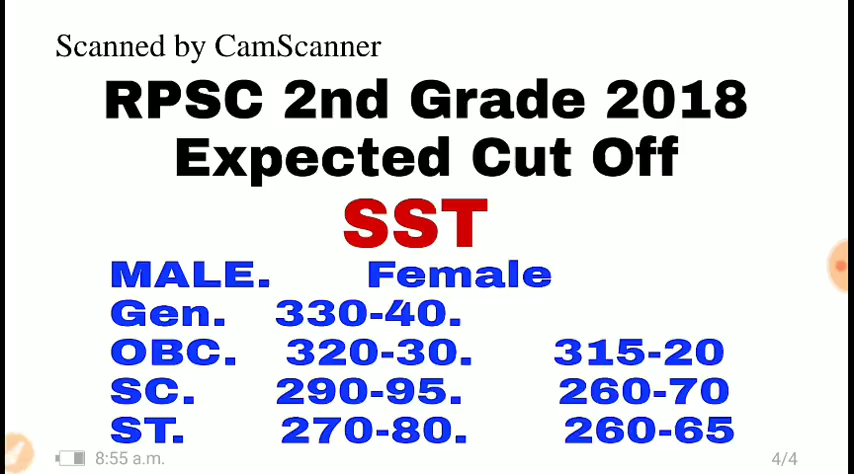 Scanned by CamScanner
RPSC 2nd Grade 2018
Expected Cut Off
SST
MALE. Female
Gen. 330-40.
OBC. 320-30. 315-20
SC. 290-95. 260-70
ST. 270-80. 260-65
8:55 a.m. 4/4